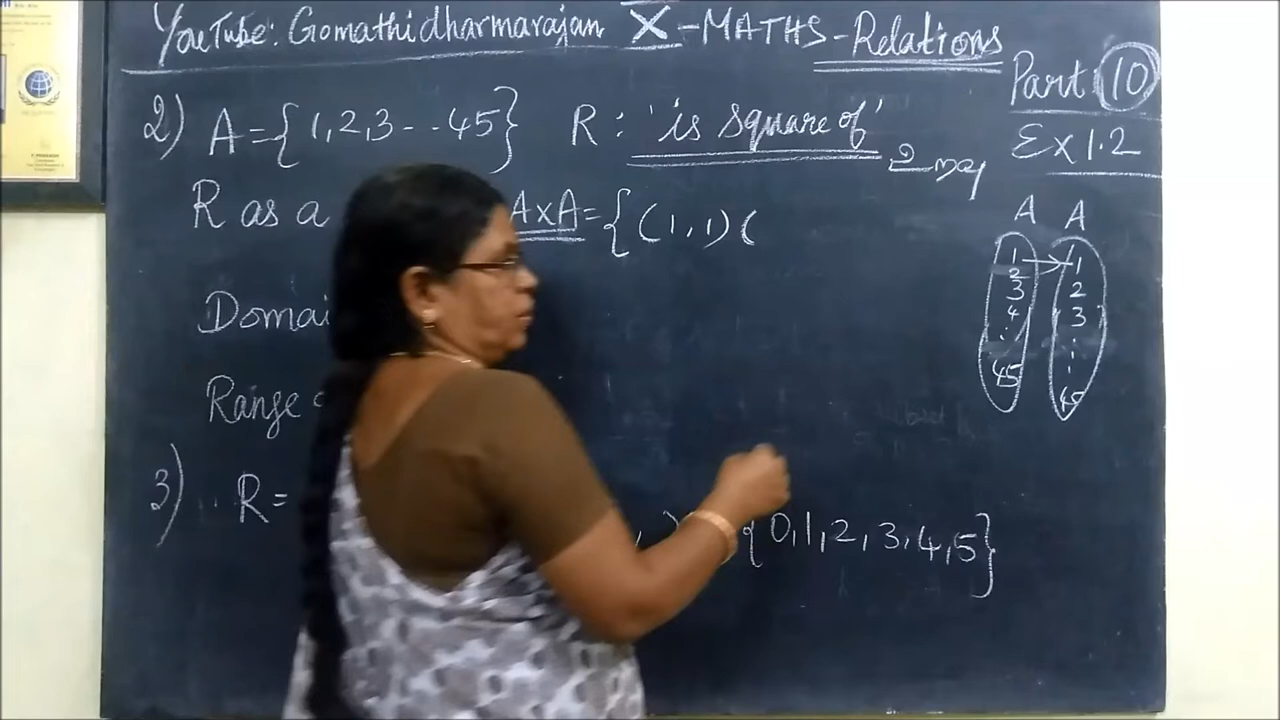 YouTube: Gomathidharmarajan X-MATHS-Relations
Part 10
Ex 1.2
2) A={1,2,3---45} R: 'is square of'
R as a AxA={(1,1)(
Domai
Range
3) R= {0,1,2,3,4,5}
A A
1 1
2 2
3 3
4
45